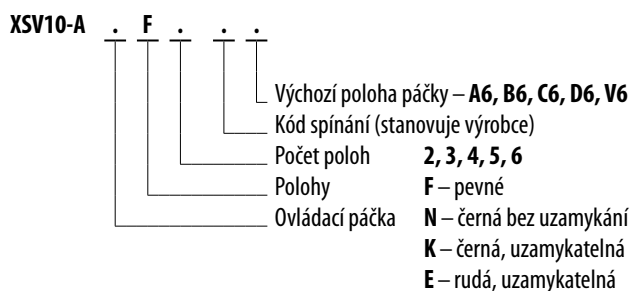 XSV10-A . F . . .
Výchozí poloha páčky – A6, B6, C6, D6, V6
Kód spínání (stanovuje výrobce)
Počet poloh 2, 3, 4, 5, 6
Polohy F – pevné
Ovládací páčka N – černá bez uzamykání
K – černá, uzamykatelná
E – rudá, uzamykatelná